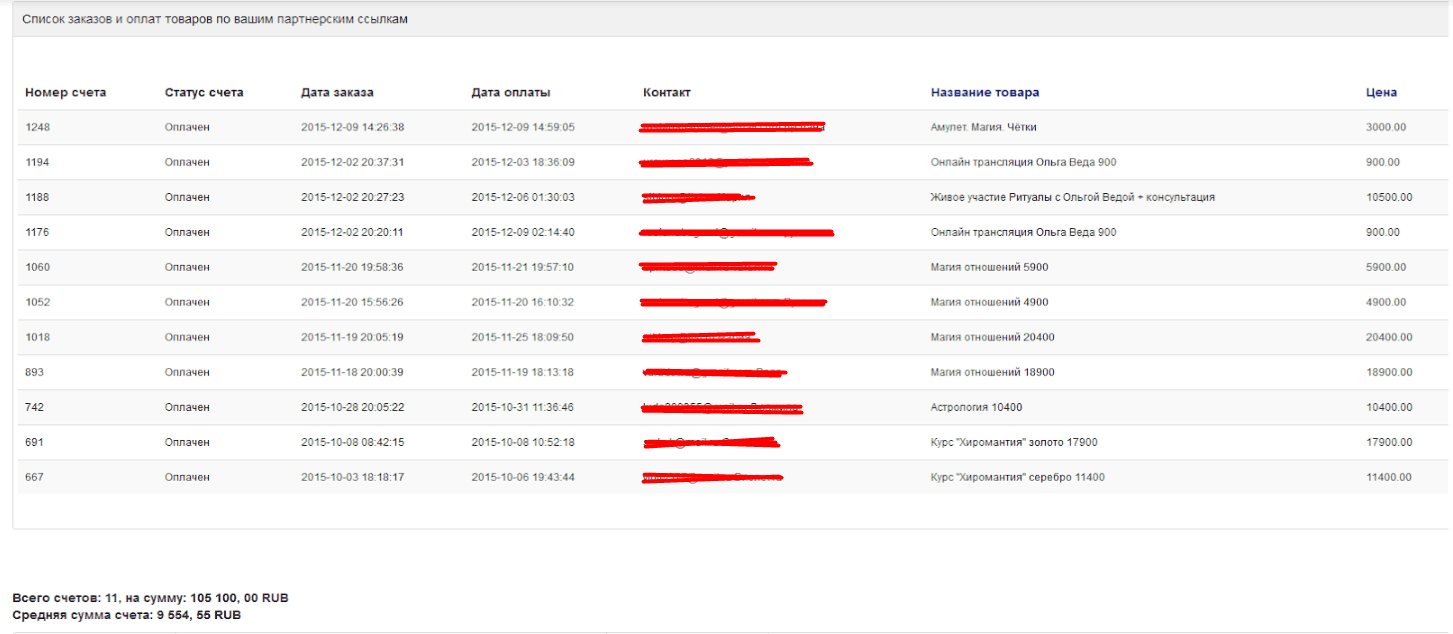 Список заказов и оплат товаров по вашим партнерским ссылкам
Номер счета Статус счета Дата заказа Дата оплаты Контакт Название товара Цена
1248 Оплачен 2015-12-09 14:26:38 2015-12-09 14:59:05 Амулет. Магия. Чётки 3000.00
1194 Оплачен 2015-12-02 20:37:31 2015-12-03 18:36:09 Онлайн трансляция Ольга Веда 900 900.00
1188 Оплачен 2015-12-02 20:27:23 2015-12-06 01:30:03 Живое участие Ритуалы с Ольгой Ведой + консультация 10500.00
1176 Оплачен 2015-12-02 20:20:11 2015-12-09 02:14:40 Онлайн трансляция Ольга Веда 900 900.00
1060 Оплачен 2015-11-20 19:58:36 2015-11-21 19:57:10 Магия отношений 5900 5900.00
1052 Оплачен 2015-11-20 15:56:26 2015-11-20 16:10:32 Магия отношений 4900 4900.00
1018 Оплачен 2015-11-19 20:05:19 2015-11-25 18:09:50 Магия отношений 20400 20400.00
893 Оплачен 2015-11-18 20:00:39 2015-11-19 18:13:18 Магия отношений 18900 18900.00
742 Оплачен 2015-10-28 20:05:22 2015-10-31 11:36:46 Астрология 10400 10400.00
691 Оплачен 2015-10-08 08:42:15 2015-10-08 10:52:18 Курс "Хиромантия" золото 17900 17900.00
667 Оплачен 2015-10-03 18:18:17 2015-10-06 19:43:44 Курс "Хиромантия" серебро 11400 11400.00
Всего счетов: 11, на сумму: 105 100, 00 RUB
Средняя сумма счета: 9 554, 55 RUB